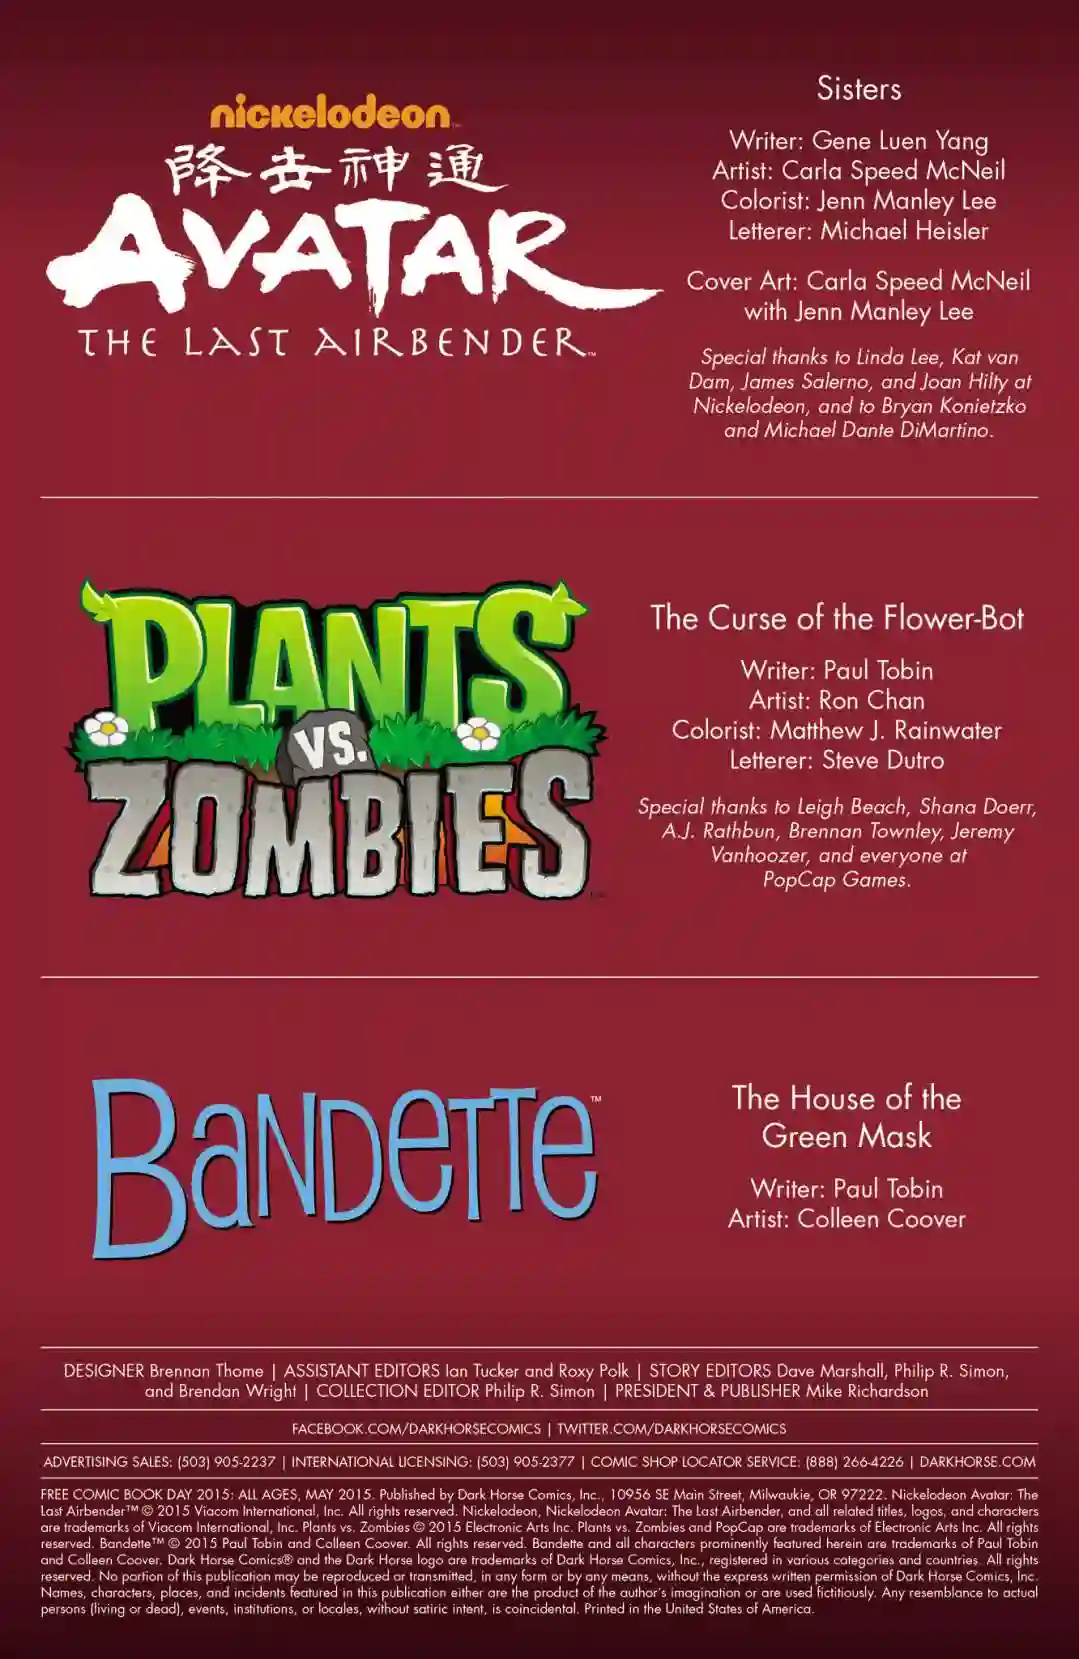 nickelodeon™
降世神通
AVATAR
THE LAST AIRBENDER™
Sisters
Writer: Gene Luen Yang
Artist: Carla Speed McNeil
Colorist: Jenn Manley Lee
Letterer: Michael Heisler
Cover Art: Carla Speed McNeil
with Jenn Manley Lee
Special thanks to Linda Lee, Kat van
Dam, James Salerno, and Joan Hilty at
Nickelodeon, and to Bryan Konietzko
and Michael Dante DiMartino.
PLANTS
VS.
ZOMBIES
The Curse of the Flower-Bot
Writer: Paul Tobin
Artist: Ron Chan
Colorist: Matthew J. Rainwater
Letterer: Steve Dutro
Special thanks to Leigh Beach, Shana Doerr,
A.J. Rathbun, Brennan Townley, Jeremy
Vanhoozer, and everyone at
PopCap Games.
BANDETTE™
The House of the
Green Mask
Writer: Paul Tobin
Artist: Colleen Coover
DESIGNER Brennan Thome | ASSISTANT EDITORS Ian Tucker and Roxy Polk | STORY EDITORS Dave Marshall, Philip R. Simon,
and Brendan Wright | COLLECTION EDITOR Philip R. Simon | PRESIDENT & PUBLISHER Mike Richardson
FACEBOOK.COM/DARKHORSECOMICS | TWITTER.COM/DARKHORSECOMICS
ADVERTISING SALES: (503) 905-2237 | INTERNATIONAL LICENSING: (503) 905-2377 | COMIC SHOP LOCATOR SERVICE: (888) 266-4226 | DARKHORSE.COM
FREE COMIC BOOK DAY 2015: ALL AGES, MAY 2015. Published by Dark Horse Comics, Inc., 10956 SE Main Street, Milwaukie, OR 97222. Nickelodeon Avatar: The
Last Airbender™ © 2015 Viacom International, Inc. All rights reserved. Nickelodeon, Nickelodeon Avatar: The Last Airbender, and all related titles, logos, and characters
are trademarks of Viacom International, Inc. Plants vs. Zombies © 2015 Electronic Arts Inc. Plants vs. Zombies and PopCap are trademarks of Electronic Arts Inc. All rights
reserved. Bandette™ © 2015 Paul Tobin and Colleen Coover. All rights reserved. Bandette and all characters prominently featured herein are trademarks of Paul Tobin
and Colleen Coover. Dark Horse Comics® and the Dark Horse logo are trademarks of Dark Horse Comics, Inc., registered in various categories and countries. All rights
reserved. No portion of this publication may be reproduced or transmitted, in any form or by any means, without the express written permission of Dark Horse Comics, Inc.
Names, characters, places, and incidents featured in this publication either are the product of the author's imagination or are used fictitiously. Any resemblance to actual
persons (living or dead), events, institutions, or locales, without satiric intent, is coincidental. Printed in the United States of America.